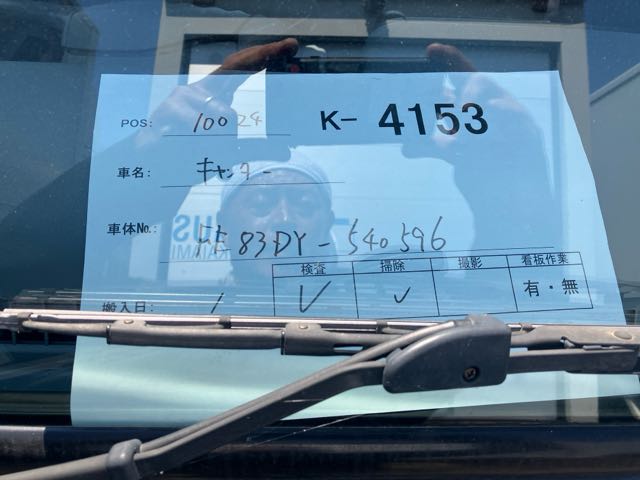 POS: 10024 K- 4153
車名: キャンター
車体No.: FE83DY-540596
検査 掃除 撮影 看板作業
✓ ✓ 有・無
搬入日: /